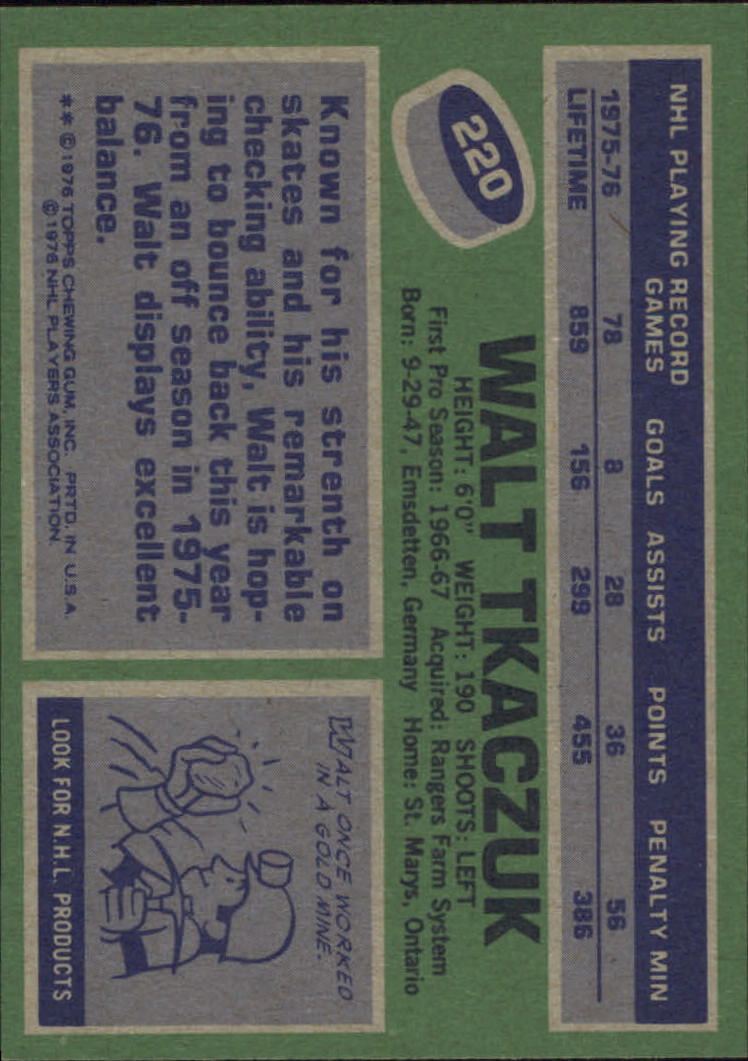 NHL PLAYING RECORD
GAMES GOALS ASSISTS POINTS PENALTY MIN
1975-76 78 8 28 36 56
LIFETIME 859 156 299 455 386
220
WALT TKACZUK
HEIGHT: 6'0" WEIGHT: 190 SHOOTS: LEFT
First Pro Season: 1966-67 Acquired: Rangers Farm System
Born: 9-29-47, Emsdetten, Germany Home: St. Marys, Ontario
Known for his strenth on
skates and his remarkable
checking ability, Walt is hop-
ing to bounce back this year
from an off season in 1975-
76. Walt displays excellent
balance.
** © 1976 TOPPS CHEWING GUM, INC. PRTD. IN U.S.A.
© 1976 NHL PLAYERS ASSOCIATION.
WALT ONCE WORKED
IN A GOLD MINE.
LOOK FOR N.H.L. PRODUCTS